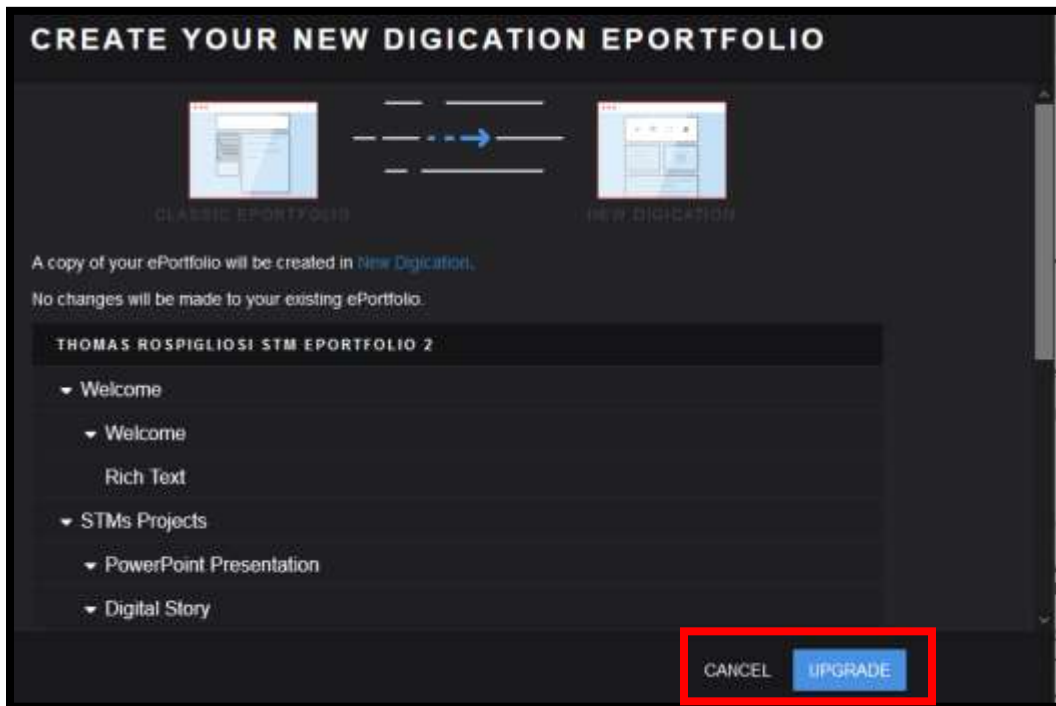 CREATE YOUR NEW DIGICATION EPORTFOLIO
CLASSIC EPORTFOLIO
NEW DIGICATION
A copy of your ePortfolio will be created in New Digication.
No changes will be made to your existing ePortfolio.
THOMAS ROSPIGLIOSI STM EPORTFOLIO 2
Welcome
Welcome
Rich Text
STMs Projects
PowerPoint Presentation
Digital Story
CANCEL
UPGRADE